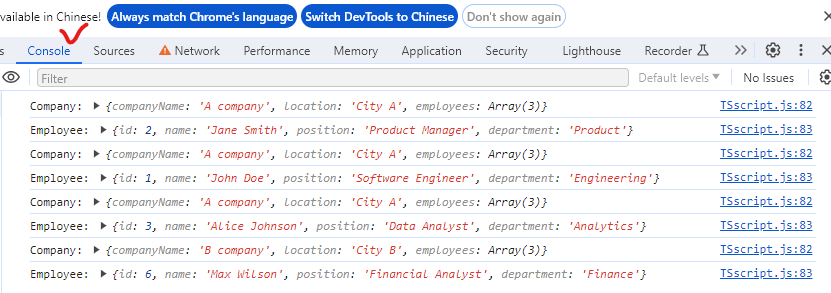 vailable in Chinese! Always match Chrome's language Switch DevTools to Chinese Don't show again
s Console Sources Network Performance Memory Application Security Lighthouse Recorder
Filter Default levels No Issues
Company: ▶ {companyName: 'A company', location: 'City A', employees: Array(3)} TSscript.js:82
Employee: ▶ {id: 2, name: 'Jane Smith', position: 'Product Manager', department: 'Product'} TSscript.js:83
Company: ▶ {companyName: 'A company', location: 'City A', employees: Array(3)} TSscript.js:82
Employee: ▶ {id: 1, name: 'John Doe', position: 'Software Engineer', department: 'Engineering'} TSscript.js:83
Company: ▶ {companyName: 'A company', location: 'City A', employees: Array(3)} TSscript.js:82
Employee: ▶ {id: 3, name: 'Alice Johnson', position: 'Data Analyst', department: 'Analytics'} TSscript.js:83
Company: ▶ {companyName: 'B company', location: 'City B', employees: Array(3)} TSscript.js:82
Employee: ▶ {id: 6, name: 'Max Wilson', position: 'Financial Analyst', department: 'Finance'} TSscript.js:83